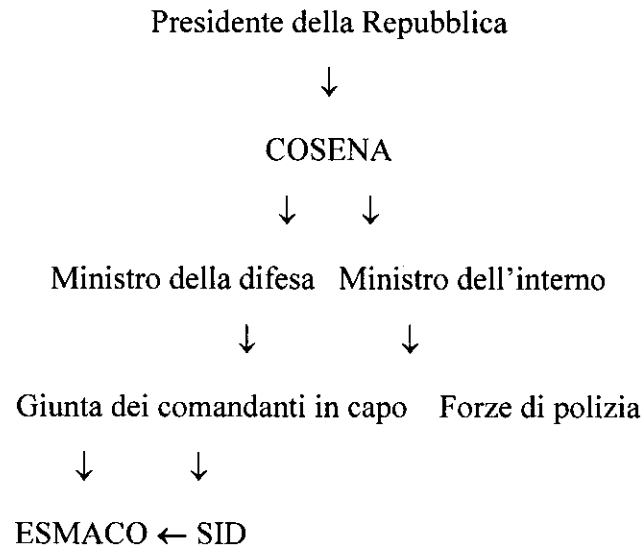 Presidente della Repubblica
↓
COSENA
↓ ↓
Ministro della difesa Ministro dell'interno
↓ ↓
Giunta dei comandanti in capo Forze di polizia
↓ ↓
ESMACO ← SID